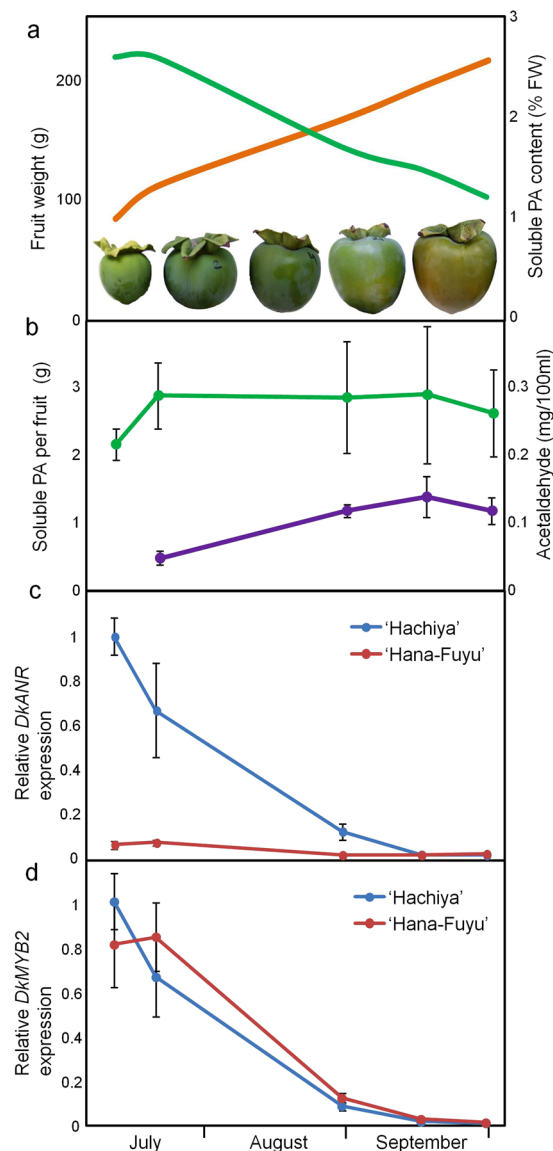 a
Fruit weight (g)
200
100
0
Soluble PA content (% FW)
3
2
1
0
b
Soluble PA per fruit (g)
3
2
1
0
Acetaldehyde (mg/100ml)
0.3
0.2
0.1
0
c
Relative DkANR
expression
1
0.8
0.6
0.4
0.2
0
‘Hachiya’
‘Hana-Fuyu’
d
Relative DkMYB2
expression
1
0.8
0.6
0.4
0.2
0
‘Hachiya’
‘Hana-Fuyu’
July August September